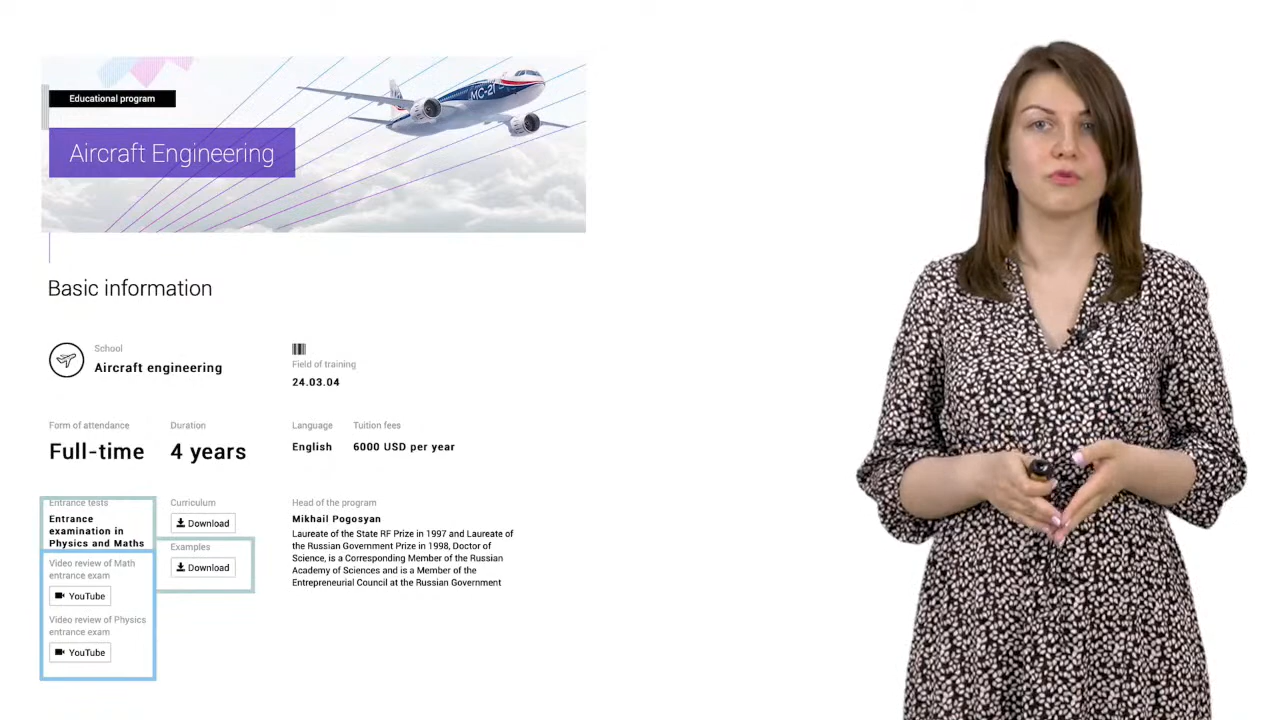 Educational program
MC-21
Aircraft Engineering
Basic information
School
Aircraft engineering
Field of training
24.03.04
Form of attendance
Full-time
Duration
4 years
Language
English
Tuition fees
6000 USD per year
Entrance tests
Entrance
examination in
Physics and Maths
Video review of Math
entrance exam
YouTube
Video review of Physics
entrance exam
YouTube
Curriculum
Download
Examples
Download
Head of the program
Mikhail Pogosyan
Laureate of the State RF Prize in 1997 and Laureate of
the Russian Government Prize in 1998, Doctor of
Science, is a Corresponding Member of the Russian
Academy of Sciences and is a Member of the
Entrepreneurial Council at the Russian Government